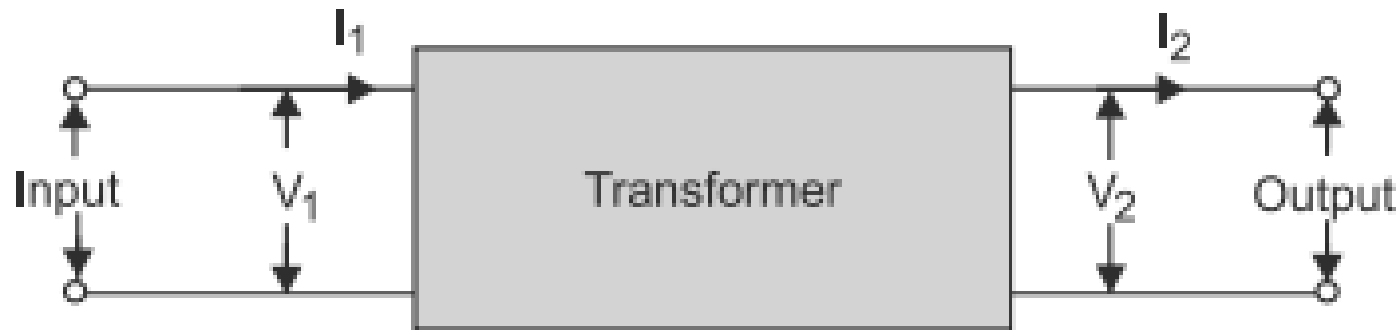 I₁
I₂
Input
V₁
Transformer
V₂
Output